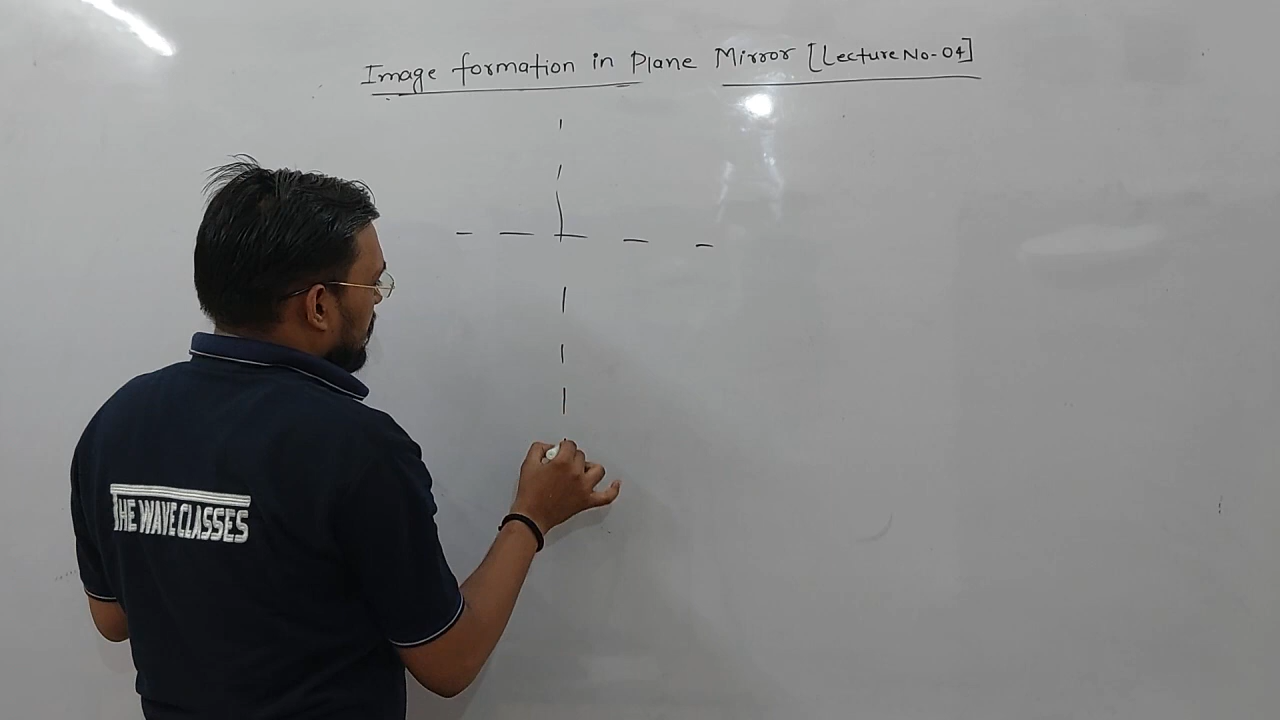 Image formation in Plane Mirror [Lecture No-04]
THE WAVE CLASSES